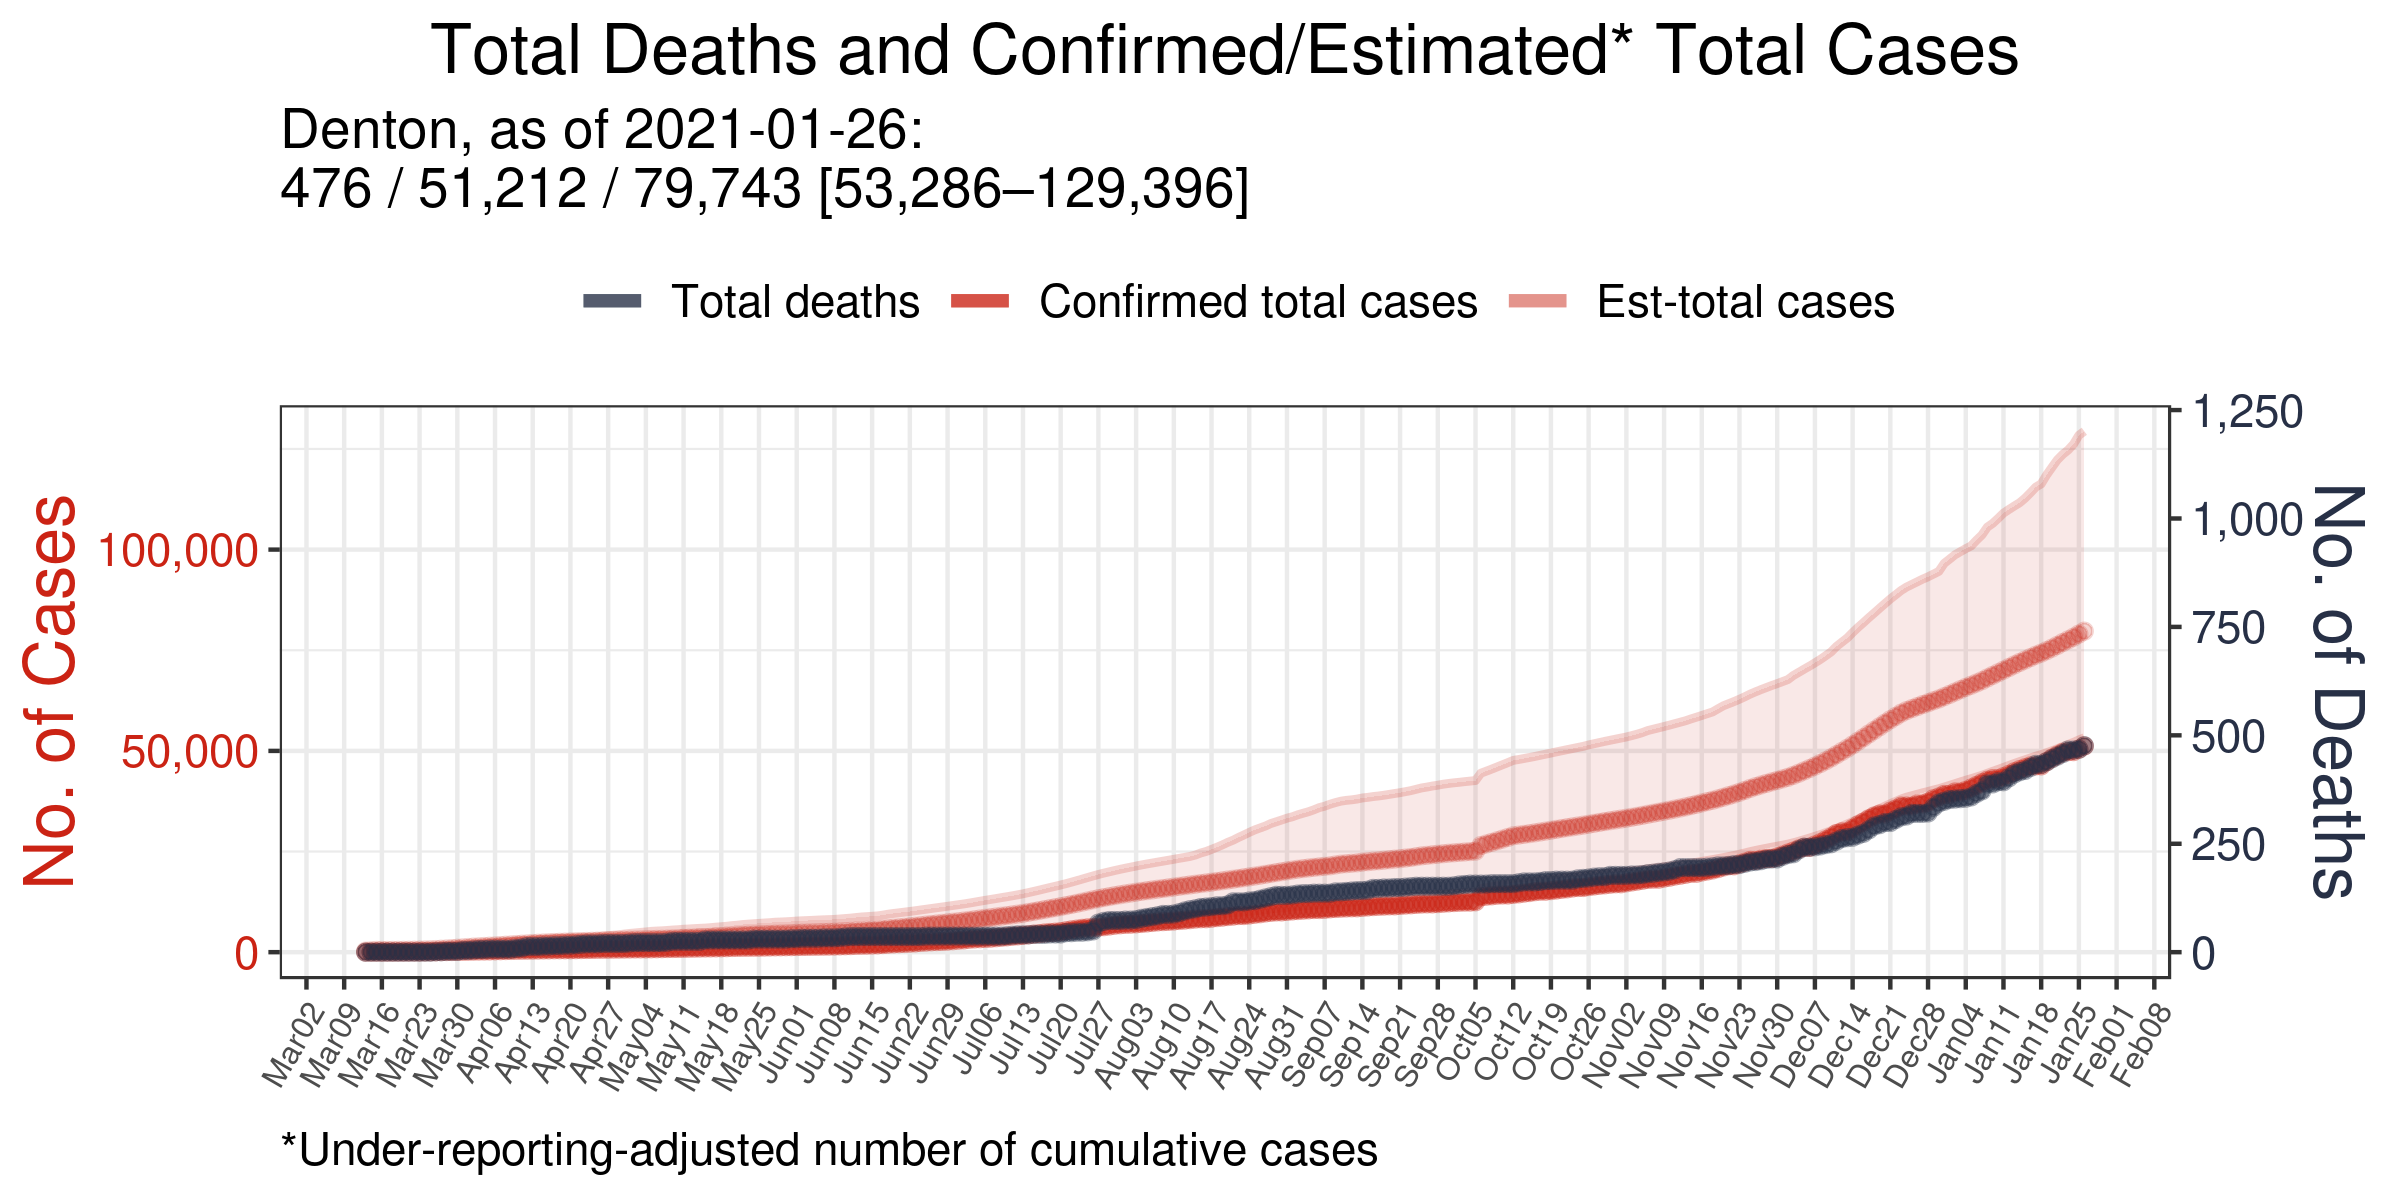 Total Deaths and Confirmed/Estimated* Total Cases
Denton, as of 2021-01-26:
476 / 51,212 / 79,743 [53,286–129,396]
Total deaths
Confirmed total cases
Est-total cases
No. of Cases
100,000
50,000
0
1,250
1,000
750
500
250
0
No. of Deaths
Mar02
Mar09
Mar16
Mar23
Mar30
Apr06
Apr13
Apr20
Apr27
May04
May11
May18
May25
Jun01
Jun08
Jun15
Jun22
Jun29
Jul06
Jul13
Jul20
Jul27
Aug03
Aug10
Aug17
Aug24
Aug31
Sep07
Sep14
Sep21
Sep28
Oct05
Oct12
Oct19
Oct26
Nov02
Nov09
Nov16
Nov23
Nov30
Dec07
Dec14
Dec21
Dec28
Jan04
Jan11
Jan18
Jan25
Feb01
Feb08
*Under-reporting-adjusted number of cumulative cases